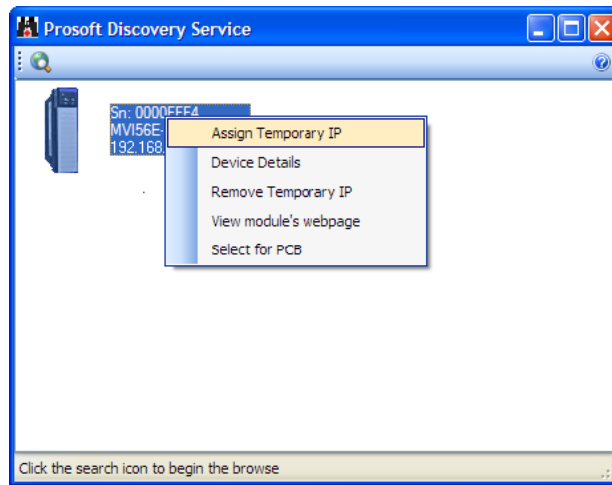 Prosoft Discovery Service
Sn: 0000FFF4
MVI56E-
192.168.
Assign Temporary IP
Device Details
Remove Temporary IP
View module's webpage
Select for PCB
Click the search icon to begin the browse